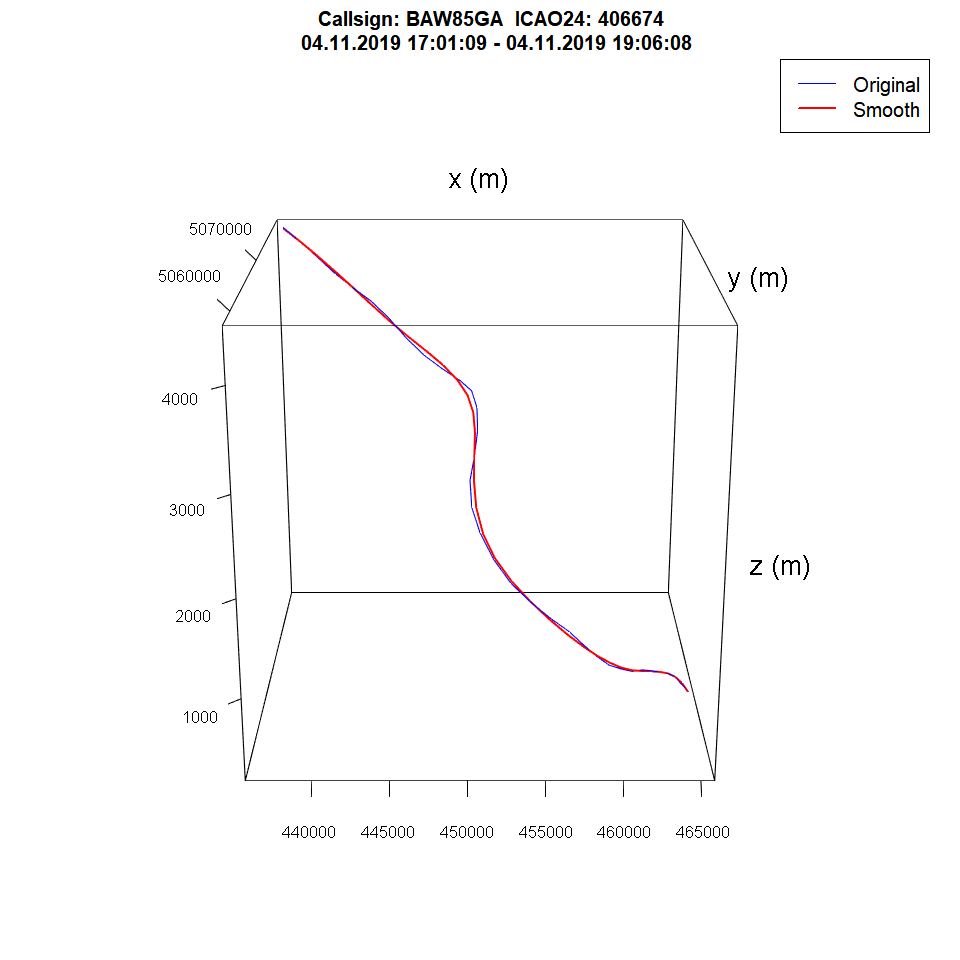 Callsign: BAW85GA  ICAO24: 406674
04.11.2019 17:01:09 - 04.11.2019 19:06:08
Original
Smooth
x (m)
5070000
5060000
y (m)
4000
3000
z (m)
2000
1000
440000 445000 450000 455000 460000 465000